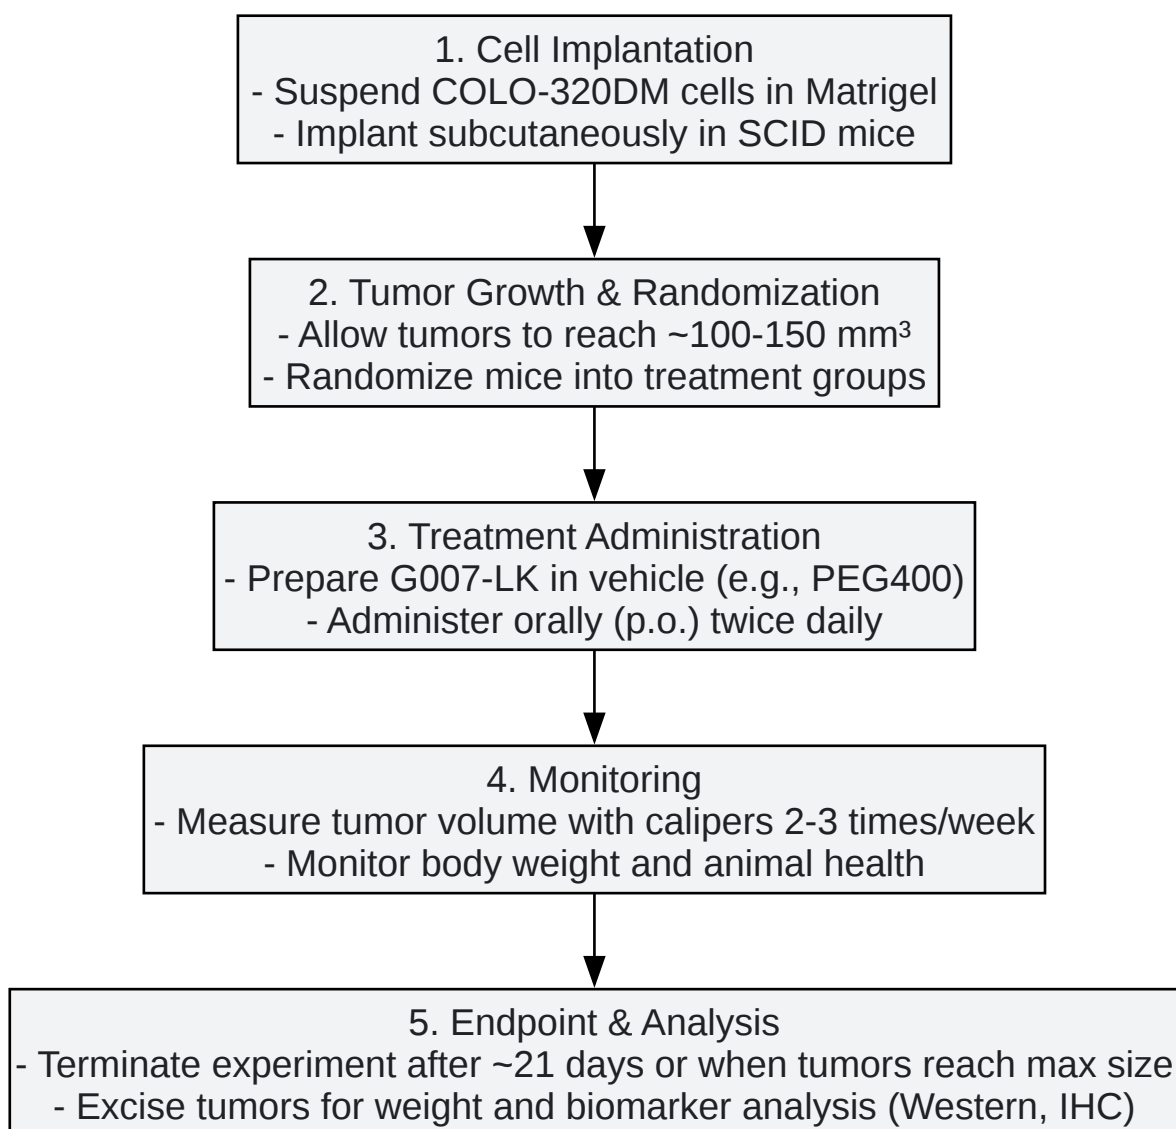 1. Cell Implantation
- Suspend COLO-320DM cells in Matrigel
- Implant subcutaneously in SCID mice
2. Tumor Growth & Randomization
- Allow tumors to reach ~100-150 mm³
- Randomize mice into treatment groups
3. Treatment Administration
- Prepare G007-LK in vehicle (e.g., PEG400)
- Administer orally (p.o.) twice daily
4. Monitoring
- Measure tumor volume with calipers 2-3 times/week
- Monitor body weight and animal health
5. Endpoint & Analysis
- Terminate experiment after ~21 days or when tumors reach max size
- Excise tumors for weight and biomarker analysis (Western, IHC)